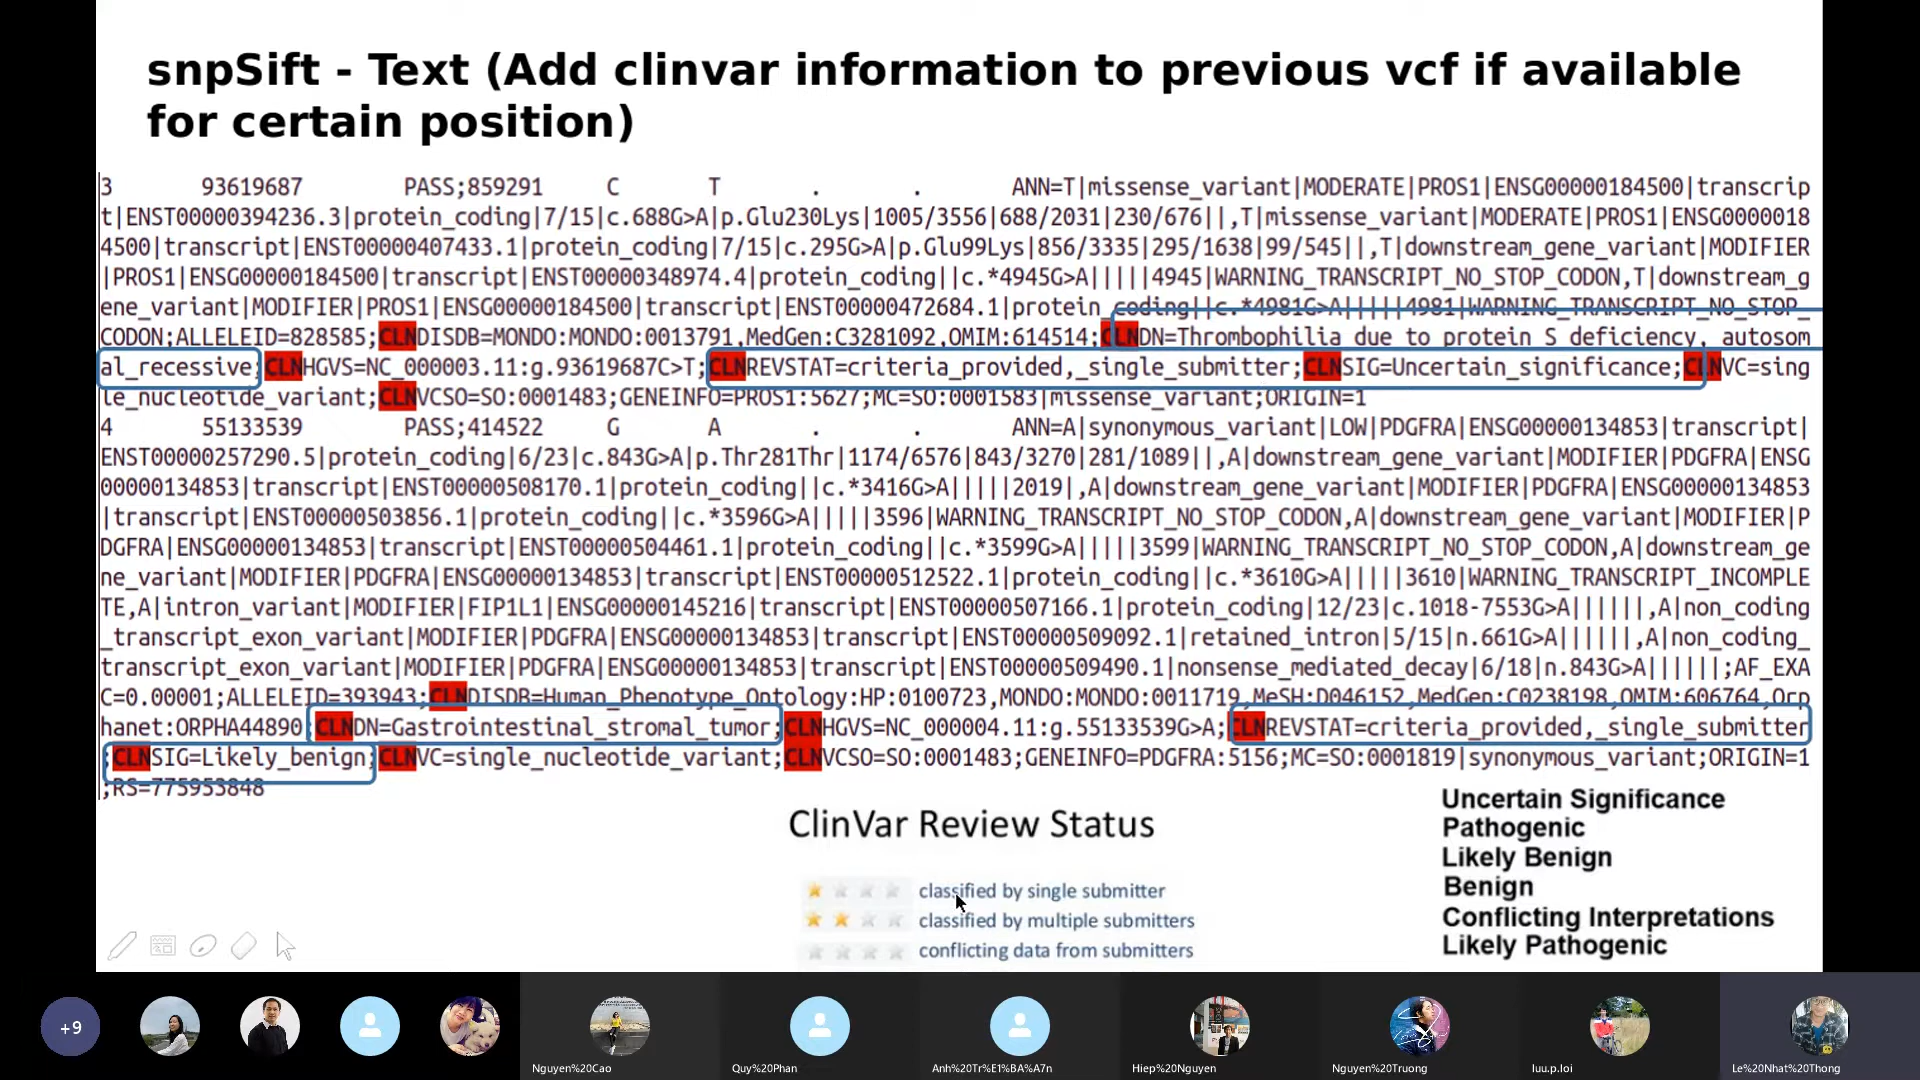 snpSift - Text (Add clinvar information to previous vcf if available
for certain position)
3 93619687 PASS;859291 C T . . ANN=T|missense_variant|MODERATE|PROS1|ENSG00000184500|transcrip
t|ENST00000394236.3|protein_coding|7/15|c.688G>A|p.Glu230Lys|1005/3556|688/2031|230/676||,T|missense_variant|MODERATE|PROS1|ENSG0000018
4500|transcript|ENST00000407433.1|protein_coding|7/15|c.295G>A|p.Glu99Lys|856/3335|295/1638|99/545||,T|downstream_gene_variant|MODIFIER
|PROS1|ENSG00000184500|transcript|ENST00000348974.4|protein_coding||c.*4945G>A|||||4945|WARNING_TRANSCRIPT_NO_STOP_CODON,T|downstream_g
ene_variant|MODIFIER|PROS1|ENSG00000184500|transcript|ENST00000472684.1|protein_coding||c.*4981G>A|||||4981|WARNING_TRANSCRIPT_NO_STOP_
CODON;ALLELEID=828585;CLNDISDB=MONDO:MONDO:0013791,MedGen:C3281092,OMIM:614514;CLNDN=Thrombophilia_due_to_protein_S_deficiency,_autosom
al_recessive;CLNHGVS=NC_000003.11:g.93619687C>T;CLNREVSTAT=criteria_provided,_single_submitter;CLNSIG=Uncertain_significance;CLNVC=sing
le_nucleotide_variant;CLNVCSO=SO:0001483;GENEINFO=PROS1:5627;MC=SO:0001583|missense_variant;ORIGIN=1
4 55133539 PASS;414522 G A . . ANN=A|synonymous_variant|LOW|PDGFRA|ENSG00000134853|transcript|
ENST00000257290.5|protein_coding|6/23|c.843G>A|p.Thr281Thr|1174/6576|843/3270|281/1089||,A|downstream_gene_variant|MODIFIER|PDGFRA|ENSG
00000134853|transcript|ENST00000508170.1|protein_coding||c.*3416G>A|||||2019|,A|downstream_gene_variant|MODIFIER|PDGFRA|ENSG00000134853
|transcript|ENST00000503856.1|protein_coding||c.*3596G>A|||||3596|WARNING_TRANSCRIPT_NO_STOP_CODON,A|downstream_gene_variant|MODIFIER|P
DGFRA|ENSG00000134853|transcript|ENST00000504461.1|protein_coding||c.*3599G>A|||||3599|WARNING_TRANSCRIPT_NO_STOP_CODON,A|downstream_ge
ne_variant|MODIFIER|PDGFRA|ENSG00000134853|transcript|ENST00000512522.1|protein_coding||c.*3610G>A|||||3610|WARNING_TRANSCRIPT_INCOMPLE
TE,A|intron_variant|MODIFIER|FIP1L1|ENSG00000145216|transcript|ENST00000507166.1|protein_coding|12/23|c.1018-7553G>A||||||,A|non_coding
_transcript_exon_variant|MODIFIER|PDGFRA|ENSG00000134853|transcript|ENST00000509092.1|retained_intron|5/15|n.661G>A||||||,A|non_coding_
transcript_exon_variant|MODIFIER|PDGFRA|ENSG00000134853|transcript|ENST00000509490.1|nonsense_mediated_decay|6/18|n.843G>A||||||;AF_EXA
C=0.00001;ALLELEID=393943;CLNDISDB=Human_Phenotype_Ontology:HP:0100723,MONDO:MONDO:0011719,MeSH:D046152,MedGen:C0238198,OMIM:606764,Orp
hanet:ORPHA44890;CLNDN=Gastrointestinal_stromal_tumor;CLNHGVS=NC_000004.11:g.55133539G>A;CLNREVSTAT=criteria_provided,_single_submitter
;CLNSIG=Likely_benign;CLNVC=single_nucleotide_variant;CLNVCSO=SO:0001483;GENEINFO=PDGFRA:5156;MC=SO:0001819|synonymous_variant;ORIGIN=1
;RS=775953848
ClinVar Review Status
classified by single submitter
classified by multiple submitters
conflicting data from submitters
Uncertain Significance
Pathogenic
Likely Benign
Benign
Conflicting Interpretations
Likely Pathogenic
+9
Nguyen%20Cao
Quy%20Phan
Anh%20Tr%E1%BA%A7n
Hiep%20Nguyen
Nguyen%20Truong
luu.p.loi
Le%20Nhat%20Thong